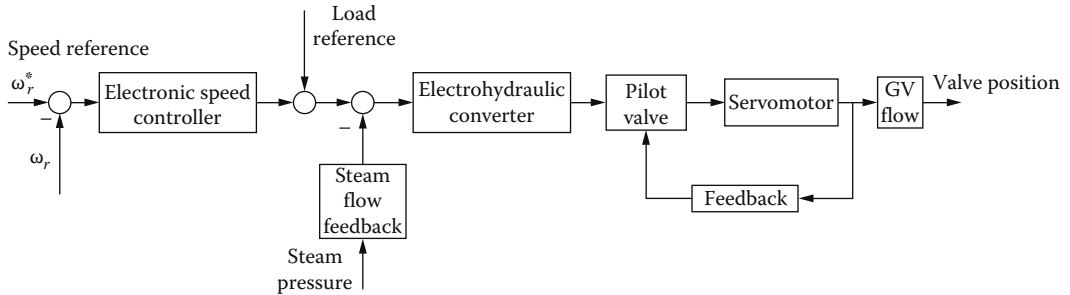 Load
reference
Speed reference
ω*r
Electronic speed
controller
Electrohydraulic
converter
Pilot
valve
Servomotor
GV
flow
Valve position
−
−
ωr
Steam
flow
feedback
Feedback
Steam
pressure